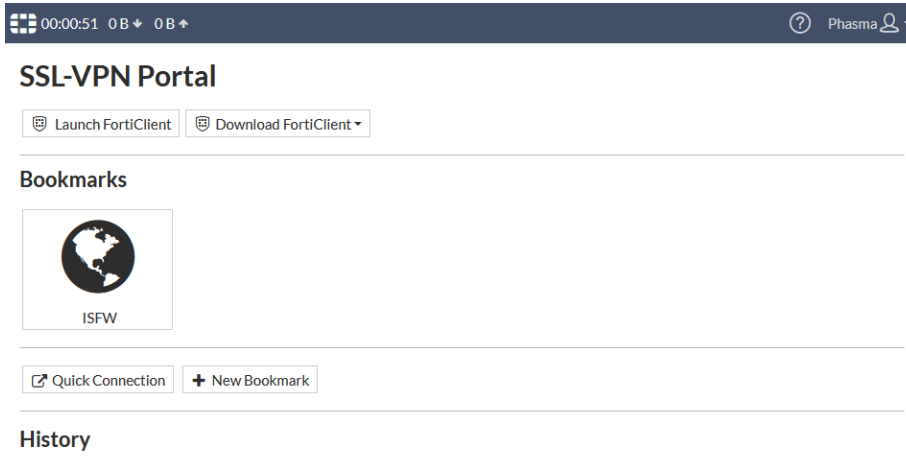 00:00:51 0 B 0 B ? Phasma
SSL-VPN Portal
Launch FortiClient Download FortiClient
Bookmarks
ISFW
Quick Connection + New Bookmark
History